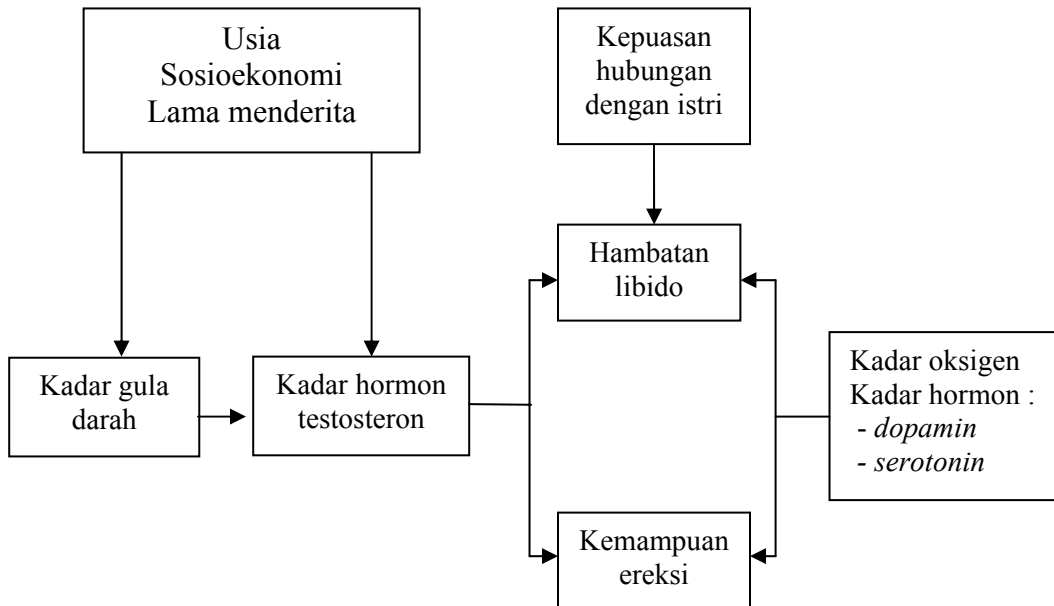 Usia
Sosioekonomi
Lama menderita
Kepuasan
hubungan
dengan istri
Hambatan
libido
Kadar gula
darah
Kadar hormon
testosteron
Kadar oksigen
Kadar hormon :
- dopamin
- serotonin
Kemampuan
ereksi